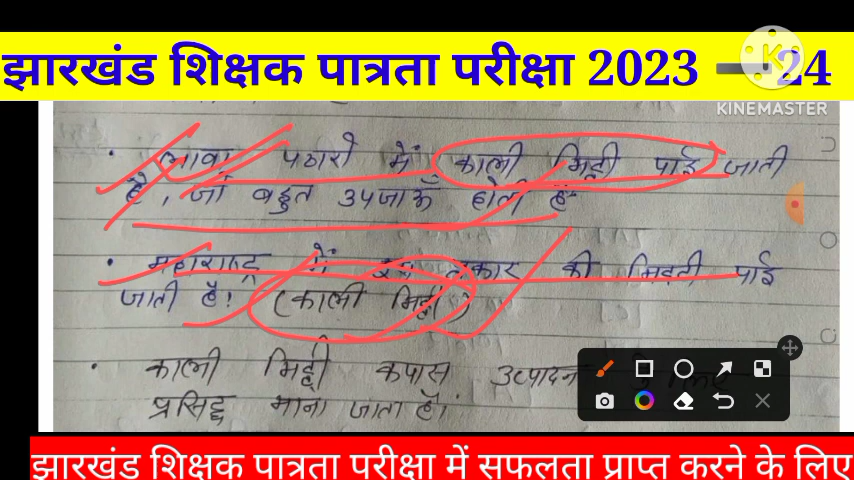 झारखंड शिक्षक पात्रता परीक्षा 2023 — 24
KINEMASTER
• लावा पठारो में काली मिट्टी पाई जाती
है, जो बहुत उपजाऊँ होती है
• महाराष्ट्र में इस प्रकार की मिट्टी पाई
जाती है! (काली मिट्टी)
• काली मिट्टी कपास उत्पादन के लिए
प्रसिद्ध माना जाता है।
झारखंड शिक्षक पात्रता परीक्षा में सफलता प्राप्त करने के लिए